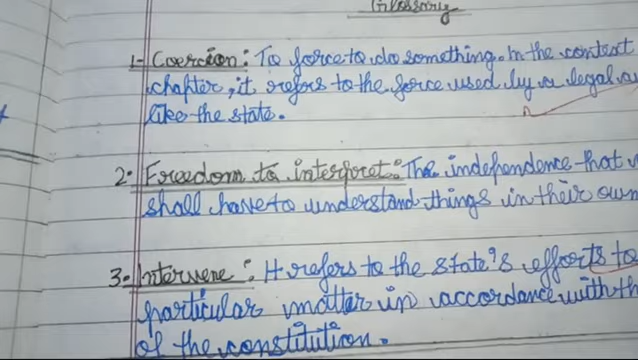 Glossary
1- Coercion: To force to do something. In the context
chapter, it refers to the force used by a legal
like the state.
2. Freedom to interpret: The independence that
shall have to understand things in their own
3. Intervene: It refers to the state's efforts to
particular matter in accordance with th
of the constitution.